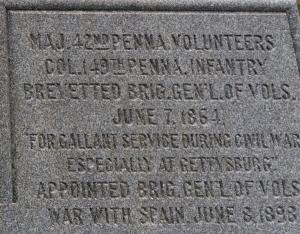 MAJ. 42ND PENNA. VOLUNTEERS
COL. 149TH PENNA. INFANTRY
BREVETTED BRIG. GEN'L. OF VOLS.
JUNE 7, 1864,
"FOR GALLANT SERVICE DURING CIVIL WAR
ESPECIALLY AT GETTYSBURG."
APPOINTED BRIG. GEN'L. OF VOLS
WAR WITH SPAIN. JUNE 8, 1898